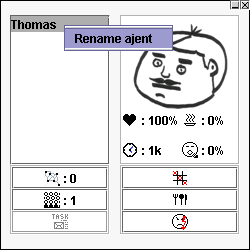 Thomas
Rename ajent
: 100% : 0%
: 1k : 0%
: 0
: 1
TASK